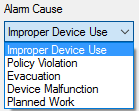 Alarm Cause
Improper Device Use
Improper Device Use
Policy Violation
Evacuation
Device Malfunction
Planned Work